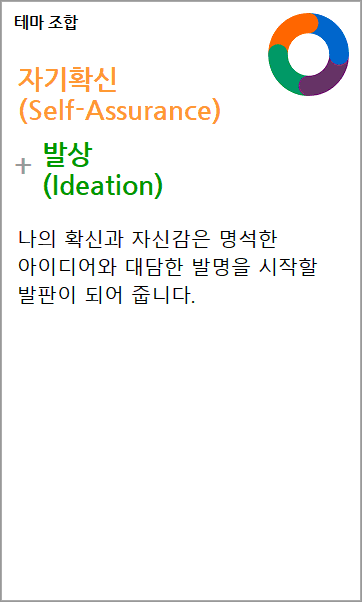 테마 조합
자기확신
(Self-Assurance)
+ 발상
(Ideation)
나의 확신과 자신감은 명석한
아이디어와 대담한 발명을 시작할
발판이 되어 줍니다.